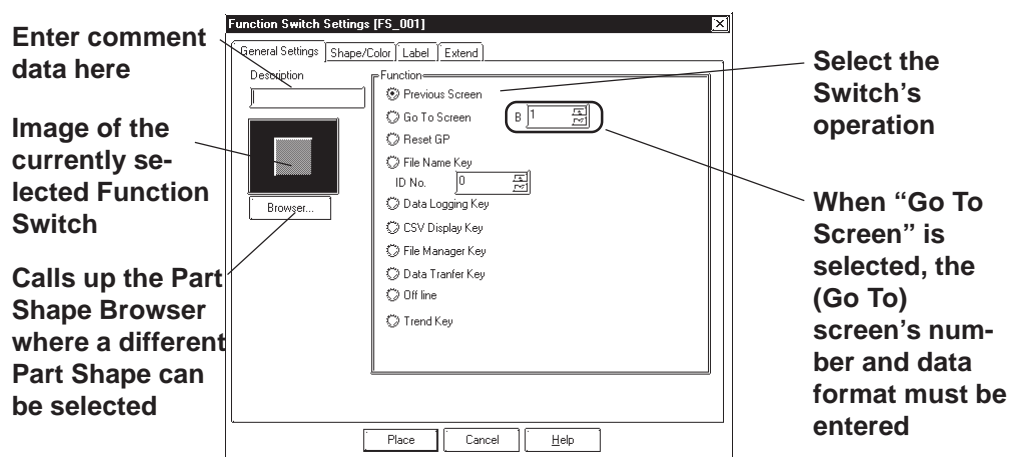 Function Switch Settings [FS_001]
General Settings
Shape/Color
Label
Extend
Enter comment
data here
Image of the
currently se-
lected Function
Switch
Calls up the Part
Shape Browser
where a different
Part Shape can
be selected
Description
Browser...
Function
Previous Screen
Go To Screen
B 1
Reset GP
File Name Key
ID No. 0
Data Logging Key
CSV Display Key
File Manager Key
Data Tranfer Key
Off line
Trend Key
Place
Cancel
Help
Select the
Switch's
operation
When “Go To
Screen” is
selected, the
(Go To)
screen's num-
ber and data
format must be
entered